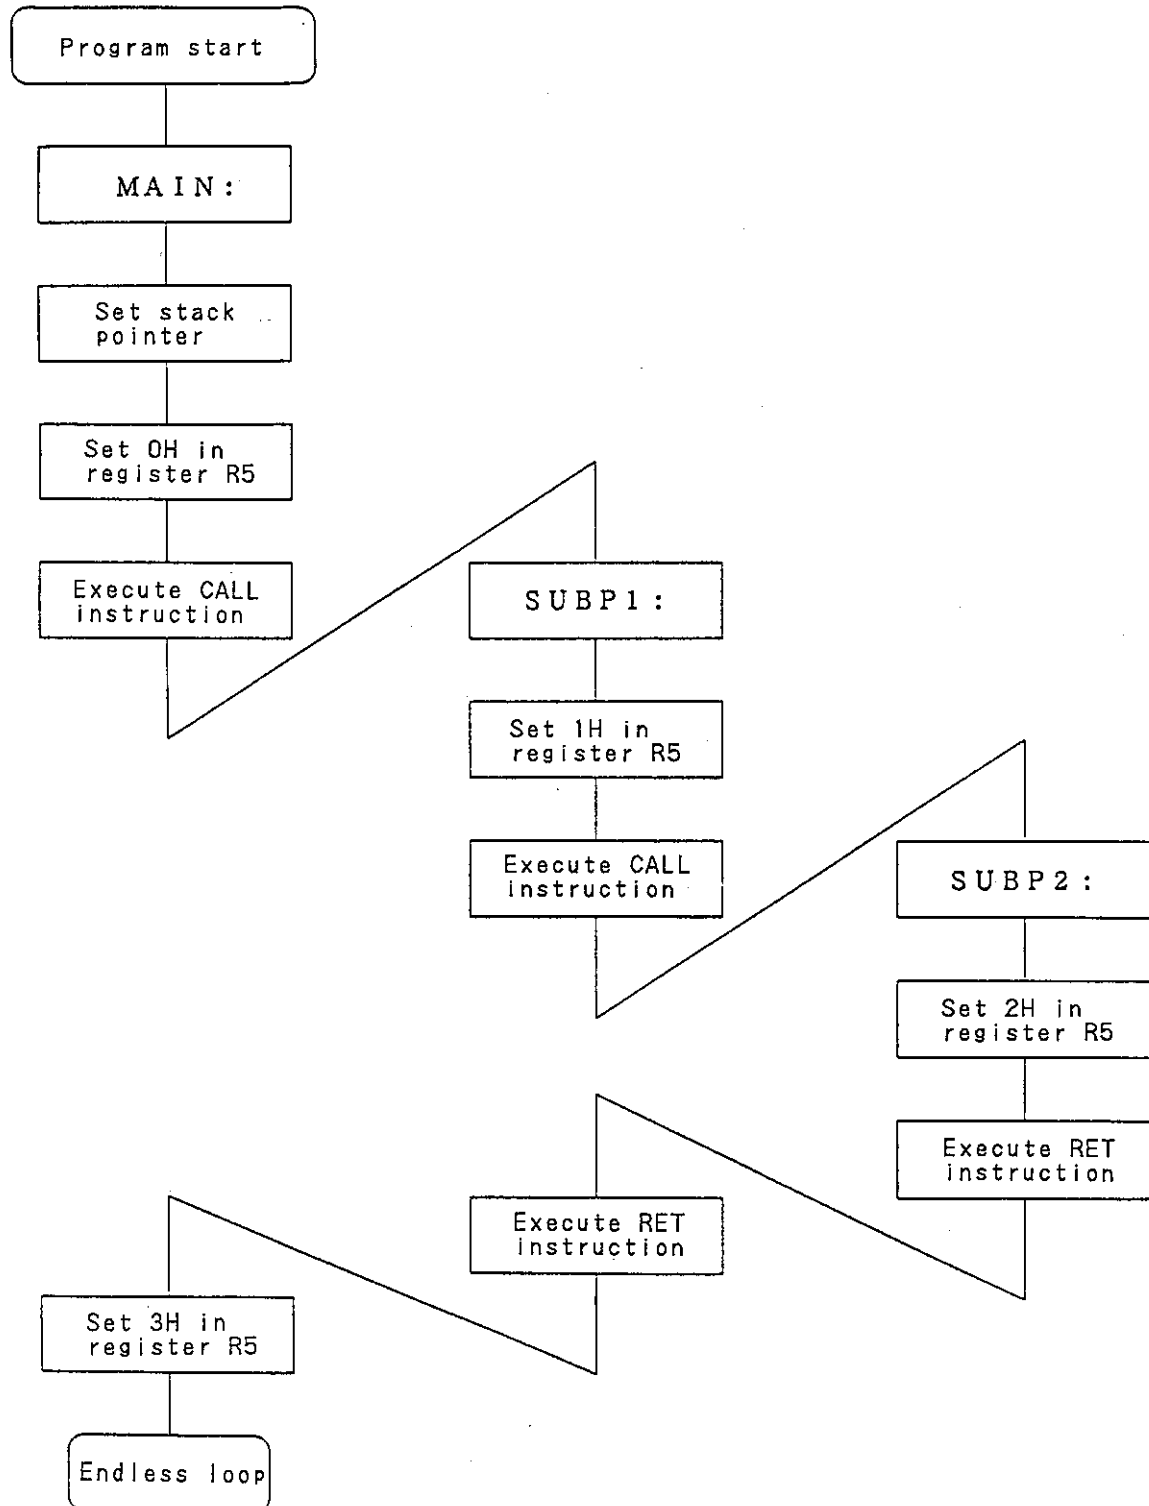 Program start
MAIN:
Set stack
pointer
Set 0H in
register R5
Execute CALL
instruction
SUBP1:
Set 1H in
register R5
Execute CALL
instruction
SUBP2:
Set 2H in
register R5
Execute RET
instruction
Execute RET
instruction
Set 3H in
register R5
Endless loop